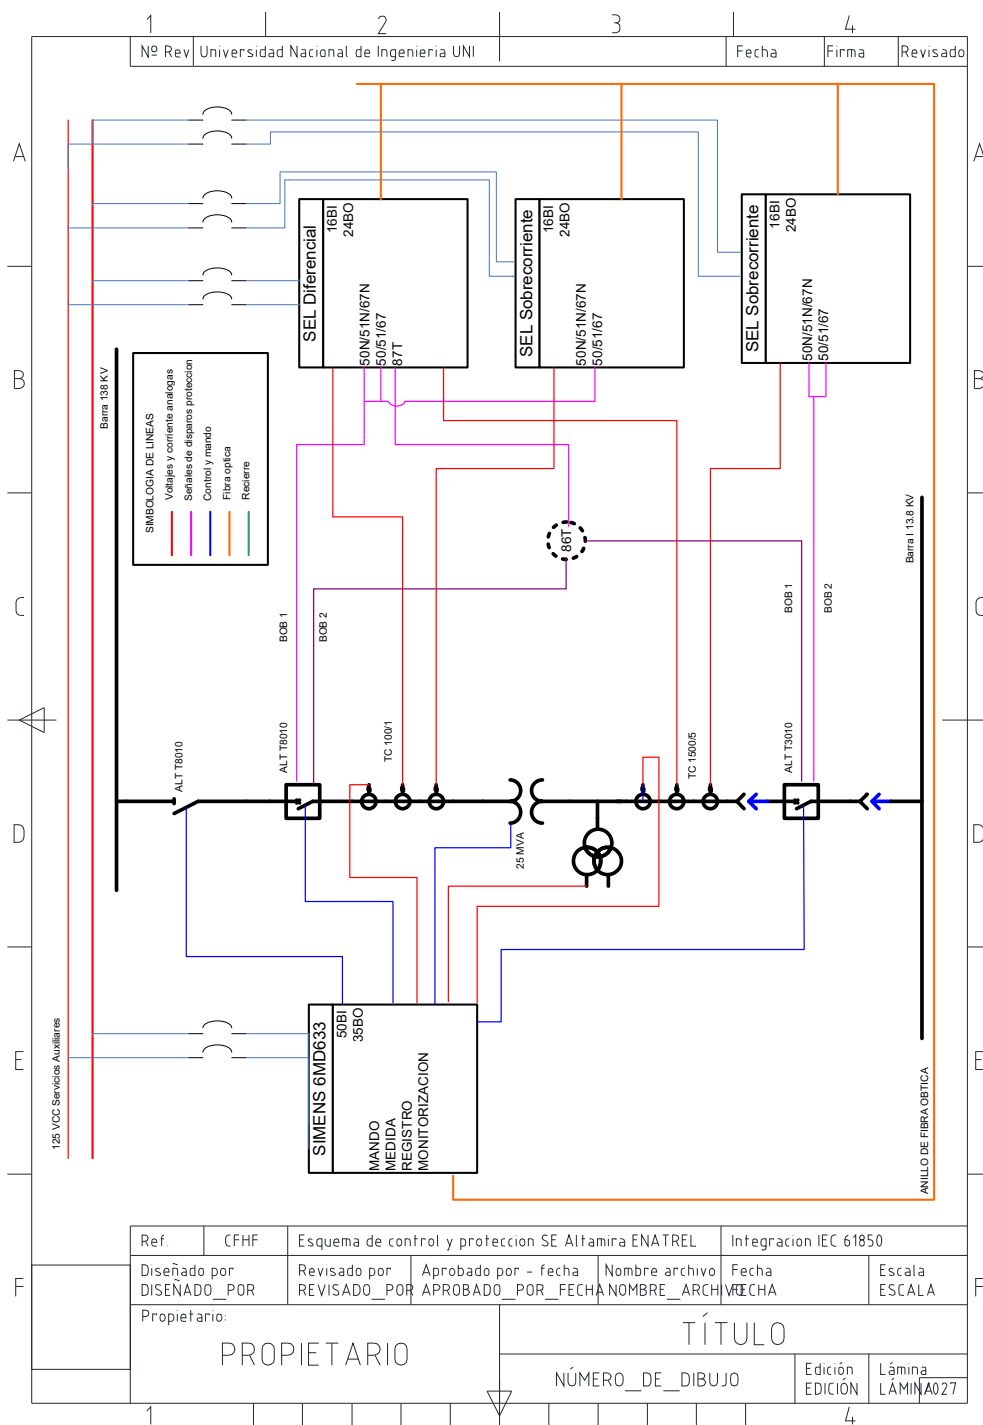 1
2
3
4
Nº Rev
Universidad Nacional de Ingenieria UNI
Fecha
Firma
Revisado
A
A
B
B
C
C
D
D
E
E
F
F
SEL Diferencial
16BI
24BO
50N/51N/67N
50/51/67
87T
SEL Sobrecorriente
16BI
24BO
50N/51N/67N
50/51/67
SEL Sobrecorriente
16BI
24BO
50N/51N/67N
50/51/67
Barra 138 KV
SIMBOLOGIA DE LINEAS
Voltajes y corriente analogas
Señales de disparos proteccion
Control y mando
Fibra optica
Recierre
86T
Barra I 13.8 KV
BOB 1
BOB 2
BOB 1
BOB 2
ALT T8010
ALT T8010
TC 100/1
TC 1500/5
ALT T3010
25 MVA
125 VCC Servicios Auxiliares
SIMENS 6MD633
50BI
35BO
MANDO
MEDIDA
REGISTRO
MONITORIZACION
ANILLO DE FIBRA OBTICA
Ref.
CFHF
Esquema de control y proteccion SE Altamira ENATREL
Integracion IEC 61850
Diseñado por
DISEÑADO_POR
Revisado por
REVISADO_POR
Aprobado por - fecha
APROBADO_POR_FECHA
Nombre archivo
NOMBRE_ARCHIVO
Fecha
FECHA
Escala
ESCALA
Propietario:
PROPIETARIO
TÍTULO
NÚMERO_DE_DIBUJO
Edición
EDICIÓN
Lámina
LÁMINA027
1
4